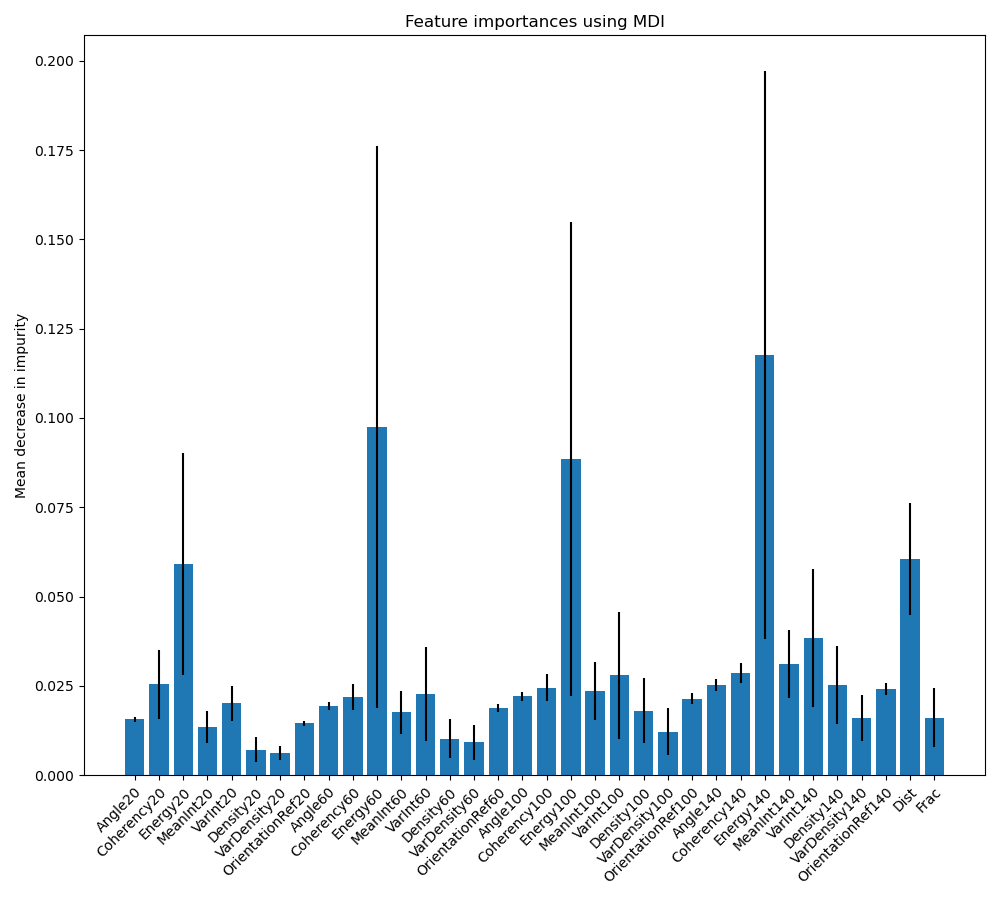 Feature importances using MDI
Mean decrease in impurity
0.200
0.175
0.150
0.125
0.100
0.075
0.050
0.025
0.000
Angle20
Coherency20
Energy20
MeanInt20
VarInt20
Density20
VarDensity20
OrientationRef20
Angle60
Coherency60
Energy60
MeanInt60
VarInt60
Density60
VarDensity60
OrientationRef60
Angle100
Coherency100
Energy100
MeanInt100
VarInt100
Density100
VarDensity100
OrientationRef100
Angle140
Coherency140
Energy140
MeanInt140
VarInt140
Density140
VarDensity140
OrientationRef140
Dist
Frac